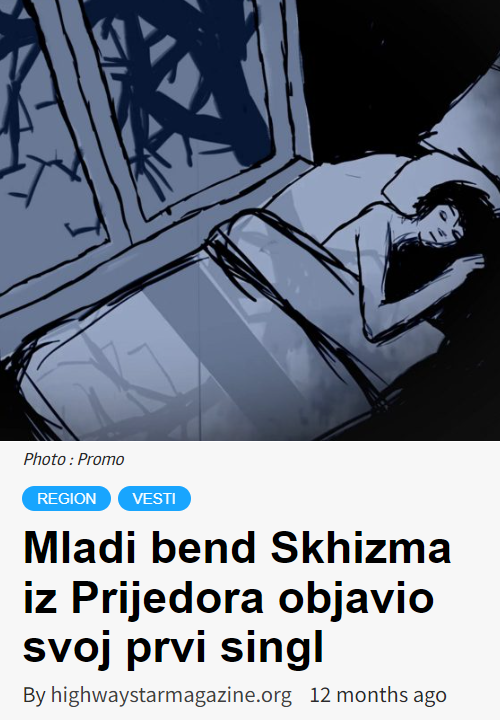 Photo : Promo
REGION VESTI
Mladi bend Skhizma
iz Prijedora objavio
svoj prvi singl
By highwaystarmagazine.org 12 months ago